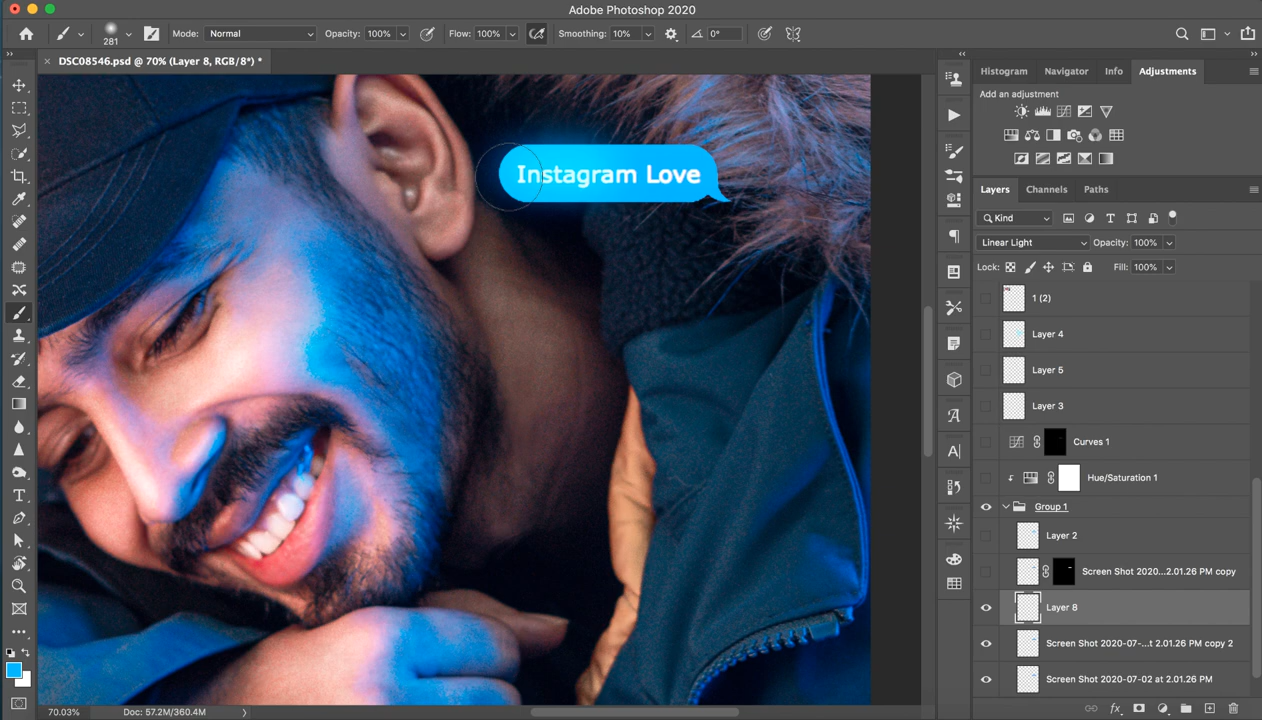 Adobe Photoshop 2020
281
Mode: Normal
Opacity: 100%
Flow: 100%
Smoothing: 10%
0°
× DSC08546.psd @ 70% (Layer 8, RGB/8*) *
Histogram
Navigator
Info
Adjustments
Add an adjustment
Instagram Love
Layers
Channels
Paths
Kind
Linear Light
Opacity: 100%
Lock:
Fill: 100%
1 (2)
Layer 4
Layer 5
Layer 3
Curves 1
Hue/Saturation 1
Group 1
Layer 2
Screen Shot 2020...2.01.26 PM copy
Layer 8
Screen Shot 2020-07-...t 2.01.26 PM copy 2
Screen Shot 2020-07-02 at 2.01.26 PM
70.03%
Doc: 57.2M/360.4M